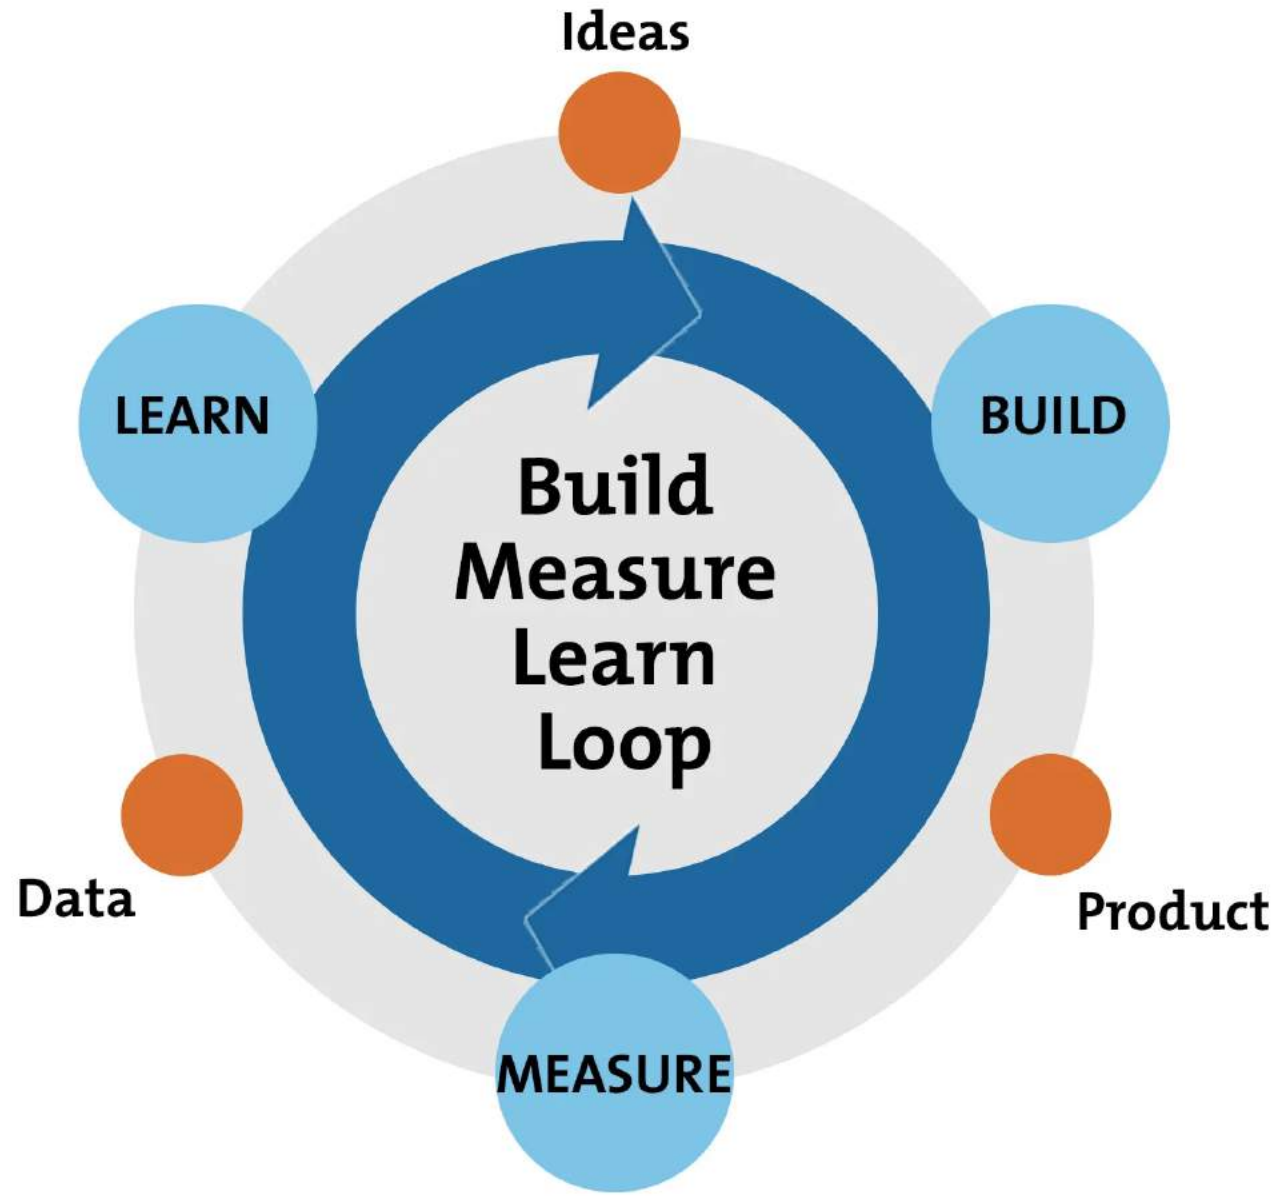 Ideas
LEARN
BUILD
Build
Measure
Learn
Loop
Data
Product
MEASURE